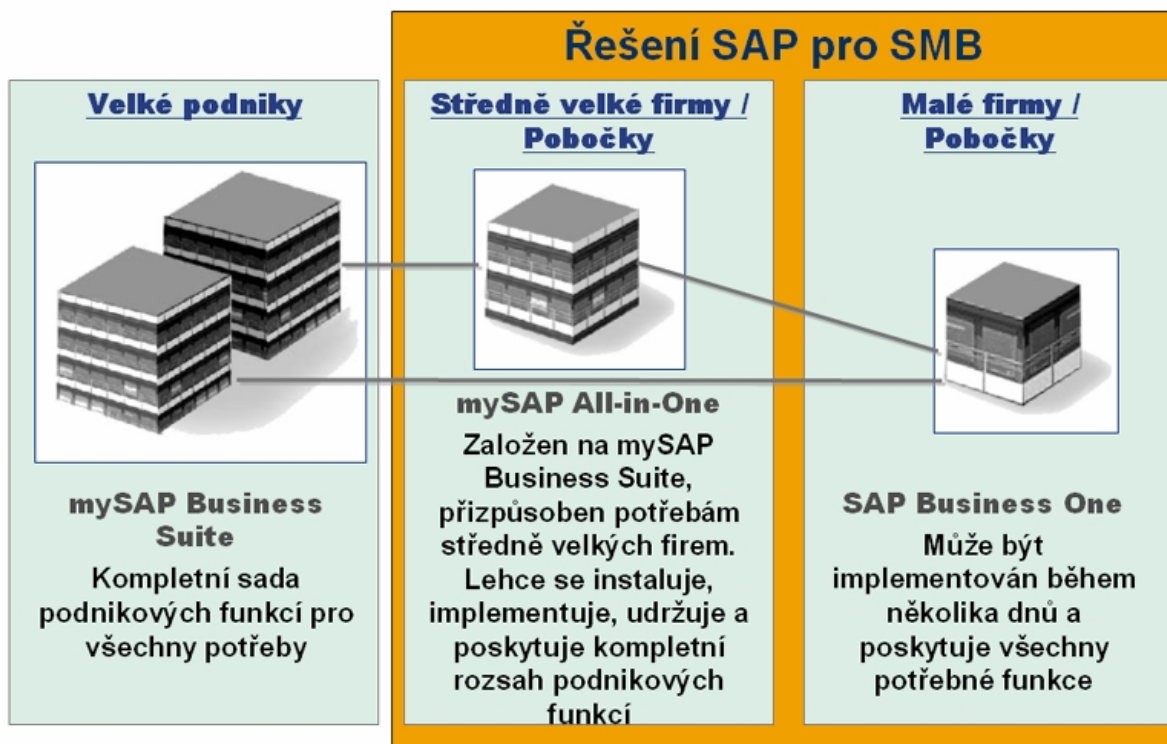 Řešení SAP pro SMB
Velké podniky
mySAP Business
Suite
Kompletní sada
podnikových funkcí pro
všechny potřeby
Středně velké firmy /
Pobočky
mySAP All-in-One
Založen na mySAP
Business Suite,
přizpůsoben potřebám
středně velkých firem.
Lehce se instaluje,
implementuje, udržuje a
poskytuje kompletní
rozsah podnikových
funkcí
Malé firmy /
Pobočky
SAP Business One
Může být
implementován během
několika dnů a
poskytuje všechny
potřebné funkce